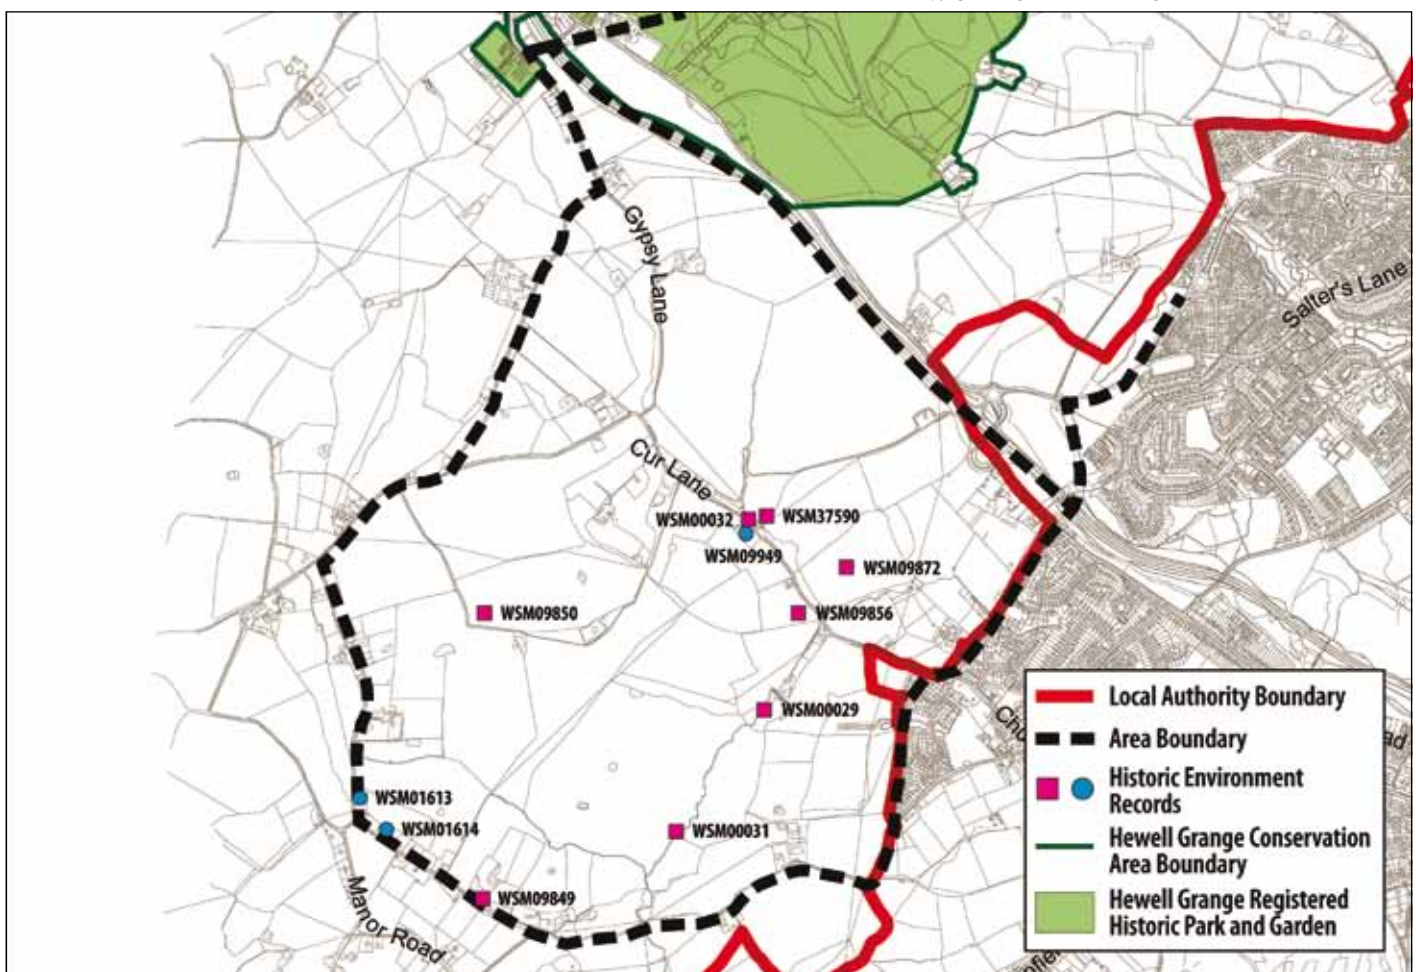 Gypsy Lane
Salter's Lane
Cur Lane
WSM00032
WSM37590
WSM09949
WSM09872
WSM09850
WSM09856
WSM00029
WSM01613
WSM01614
WSM00031
WSM09849
Manor Road
Local Authority Boundary
Area Boundary
Historic Environment
Records
Hewell Grange Conservation
Area Boundary
Hewell Grange Registered
Historic Park and Garden